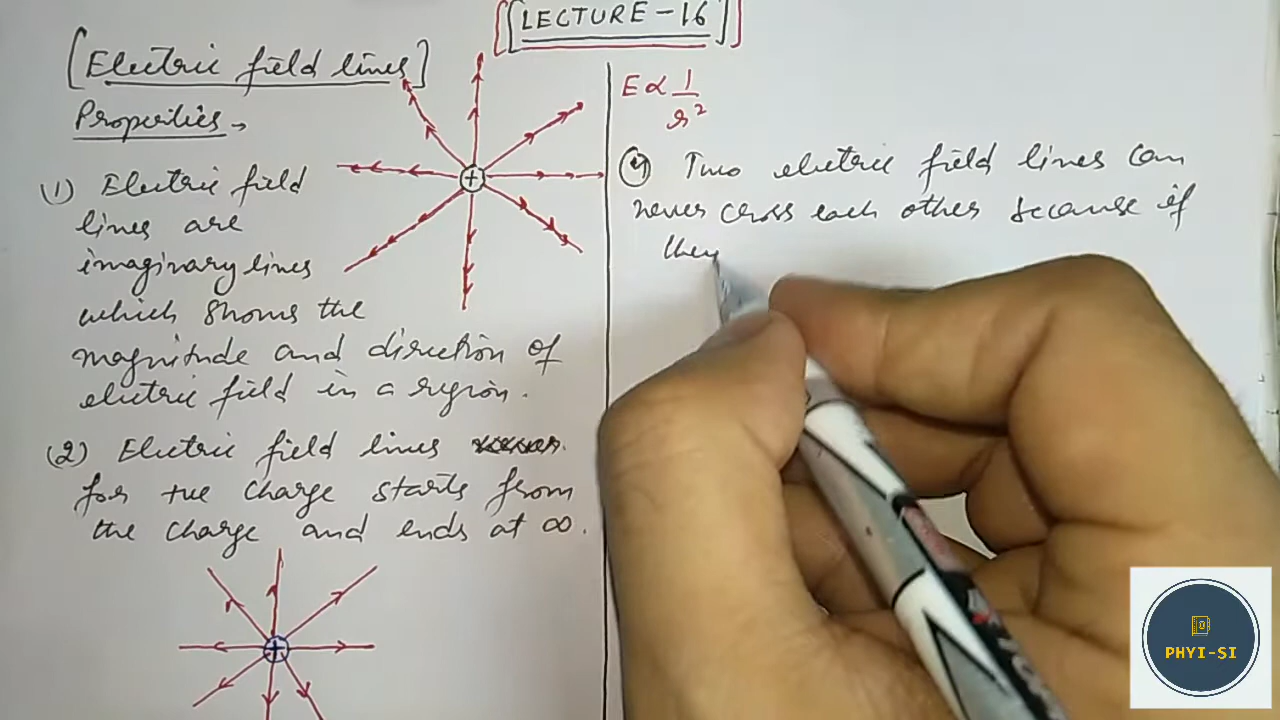 [[LECTURE-16]]
[Electric field lines]
Properties →
(1) Electric field
lines are
imaginary lines
which shows the
magnitude and direction of
electric field in a region.
(2) Electric field lines
for +ve charge starts from
the charge and ends at ∞.
+
+
E ∝ 1/r²
(4) Two electric field lines can
never cross each other because if
they
PHYI-SI